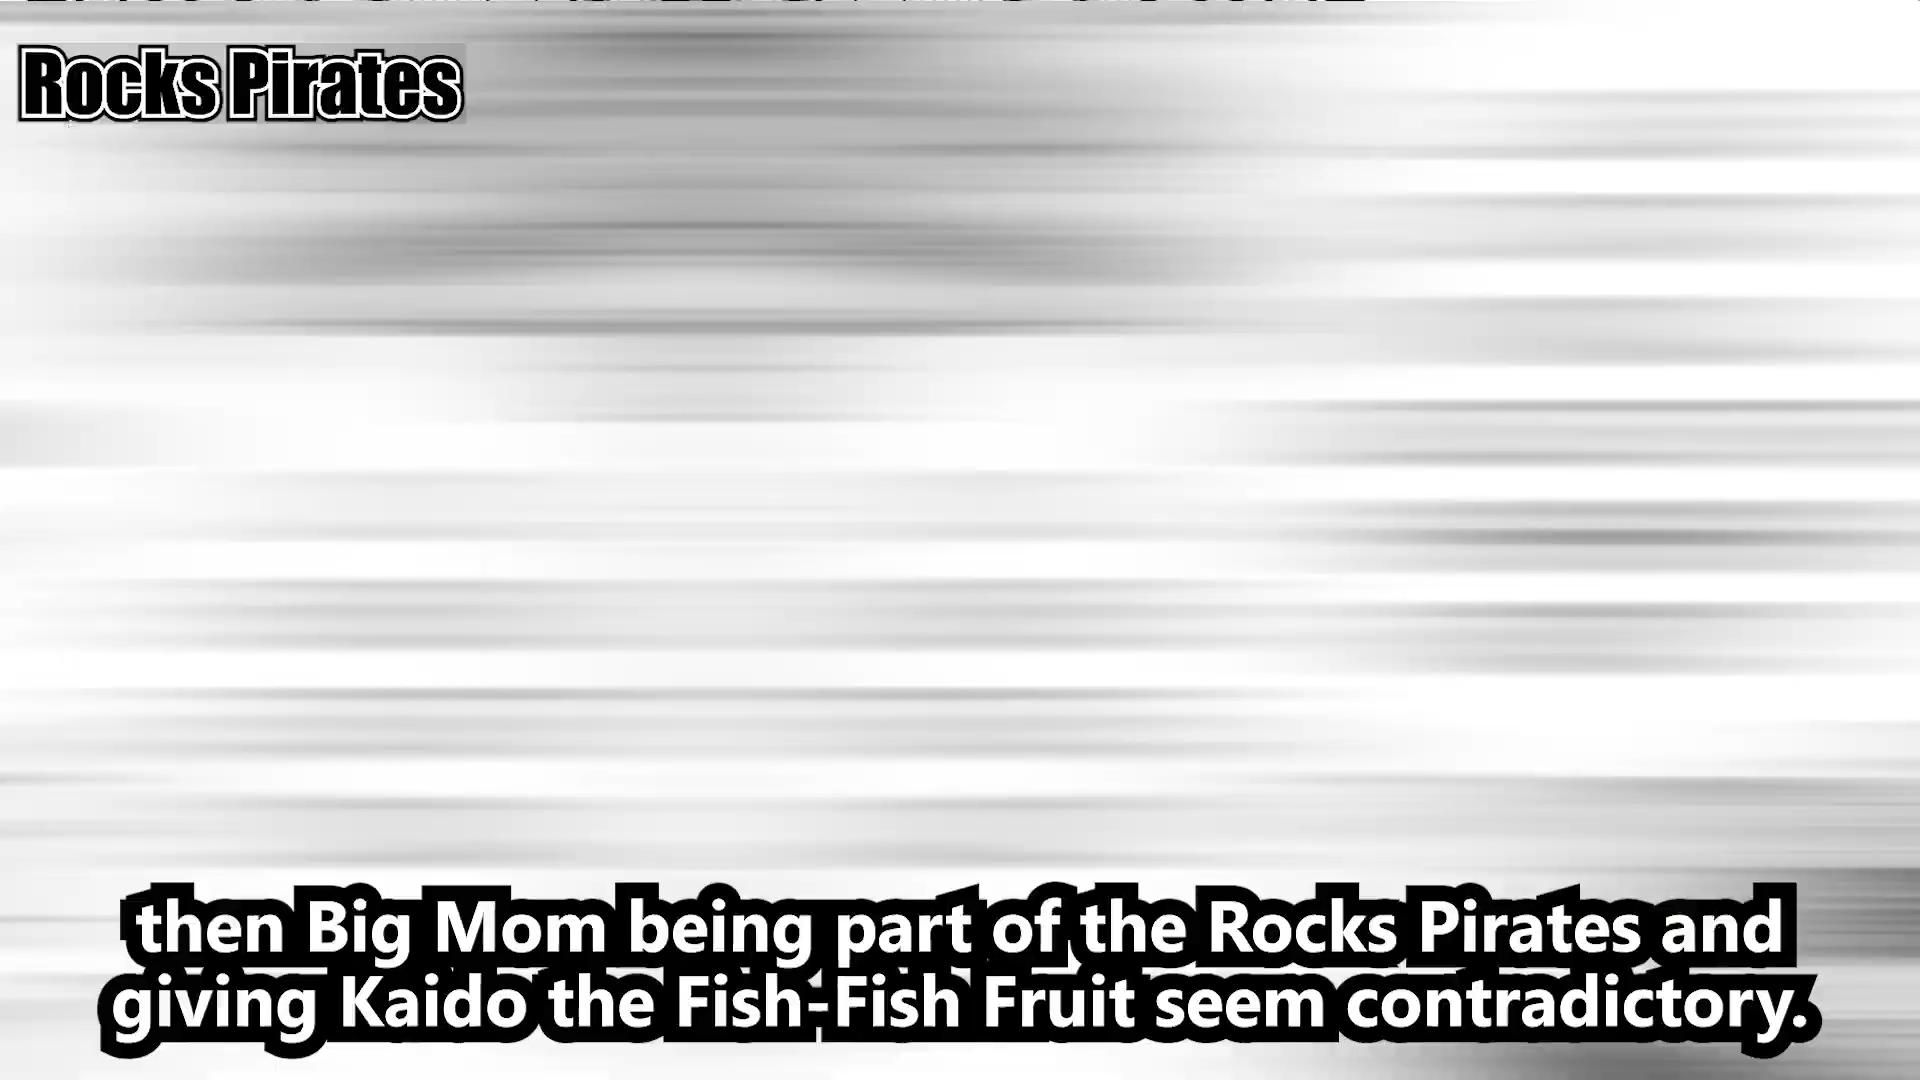 Rocks Pirates
then Big Mom being part of the Rocks Pirates and
giving Kaido the Fish-Fish Fruit seem contradictory.